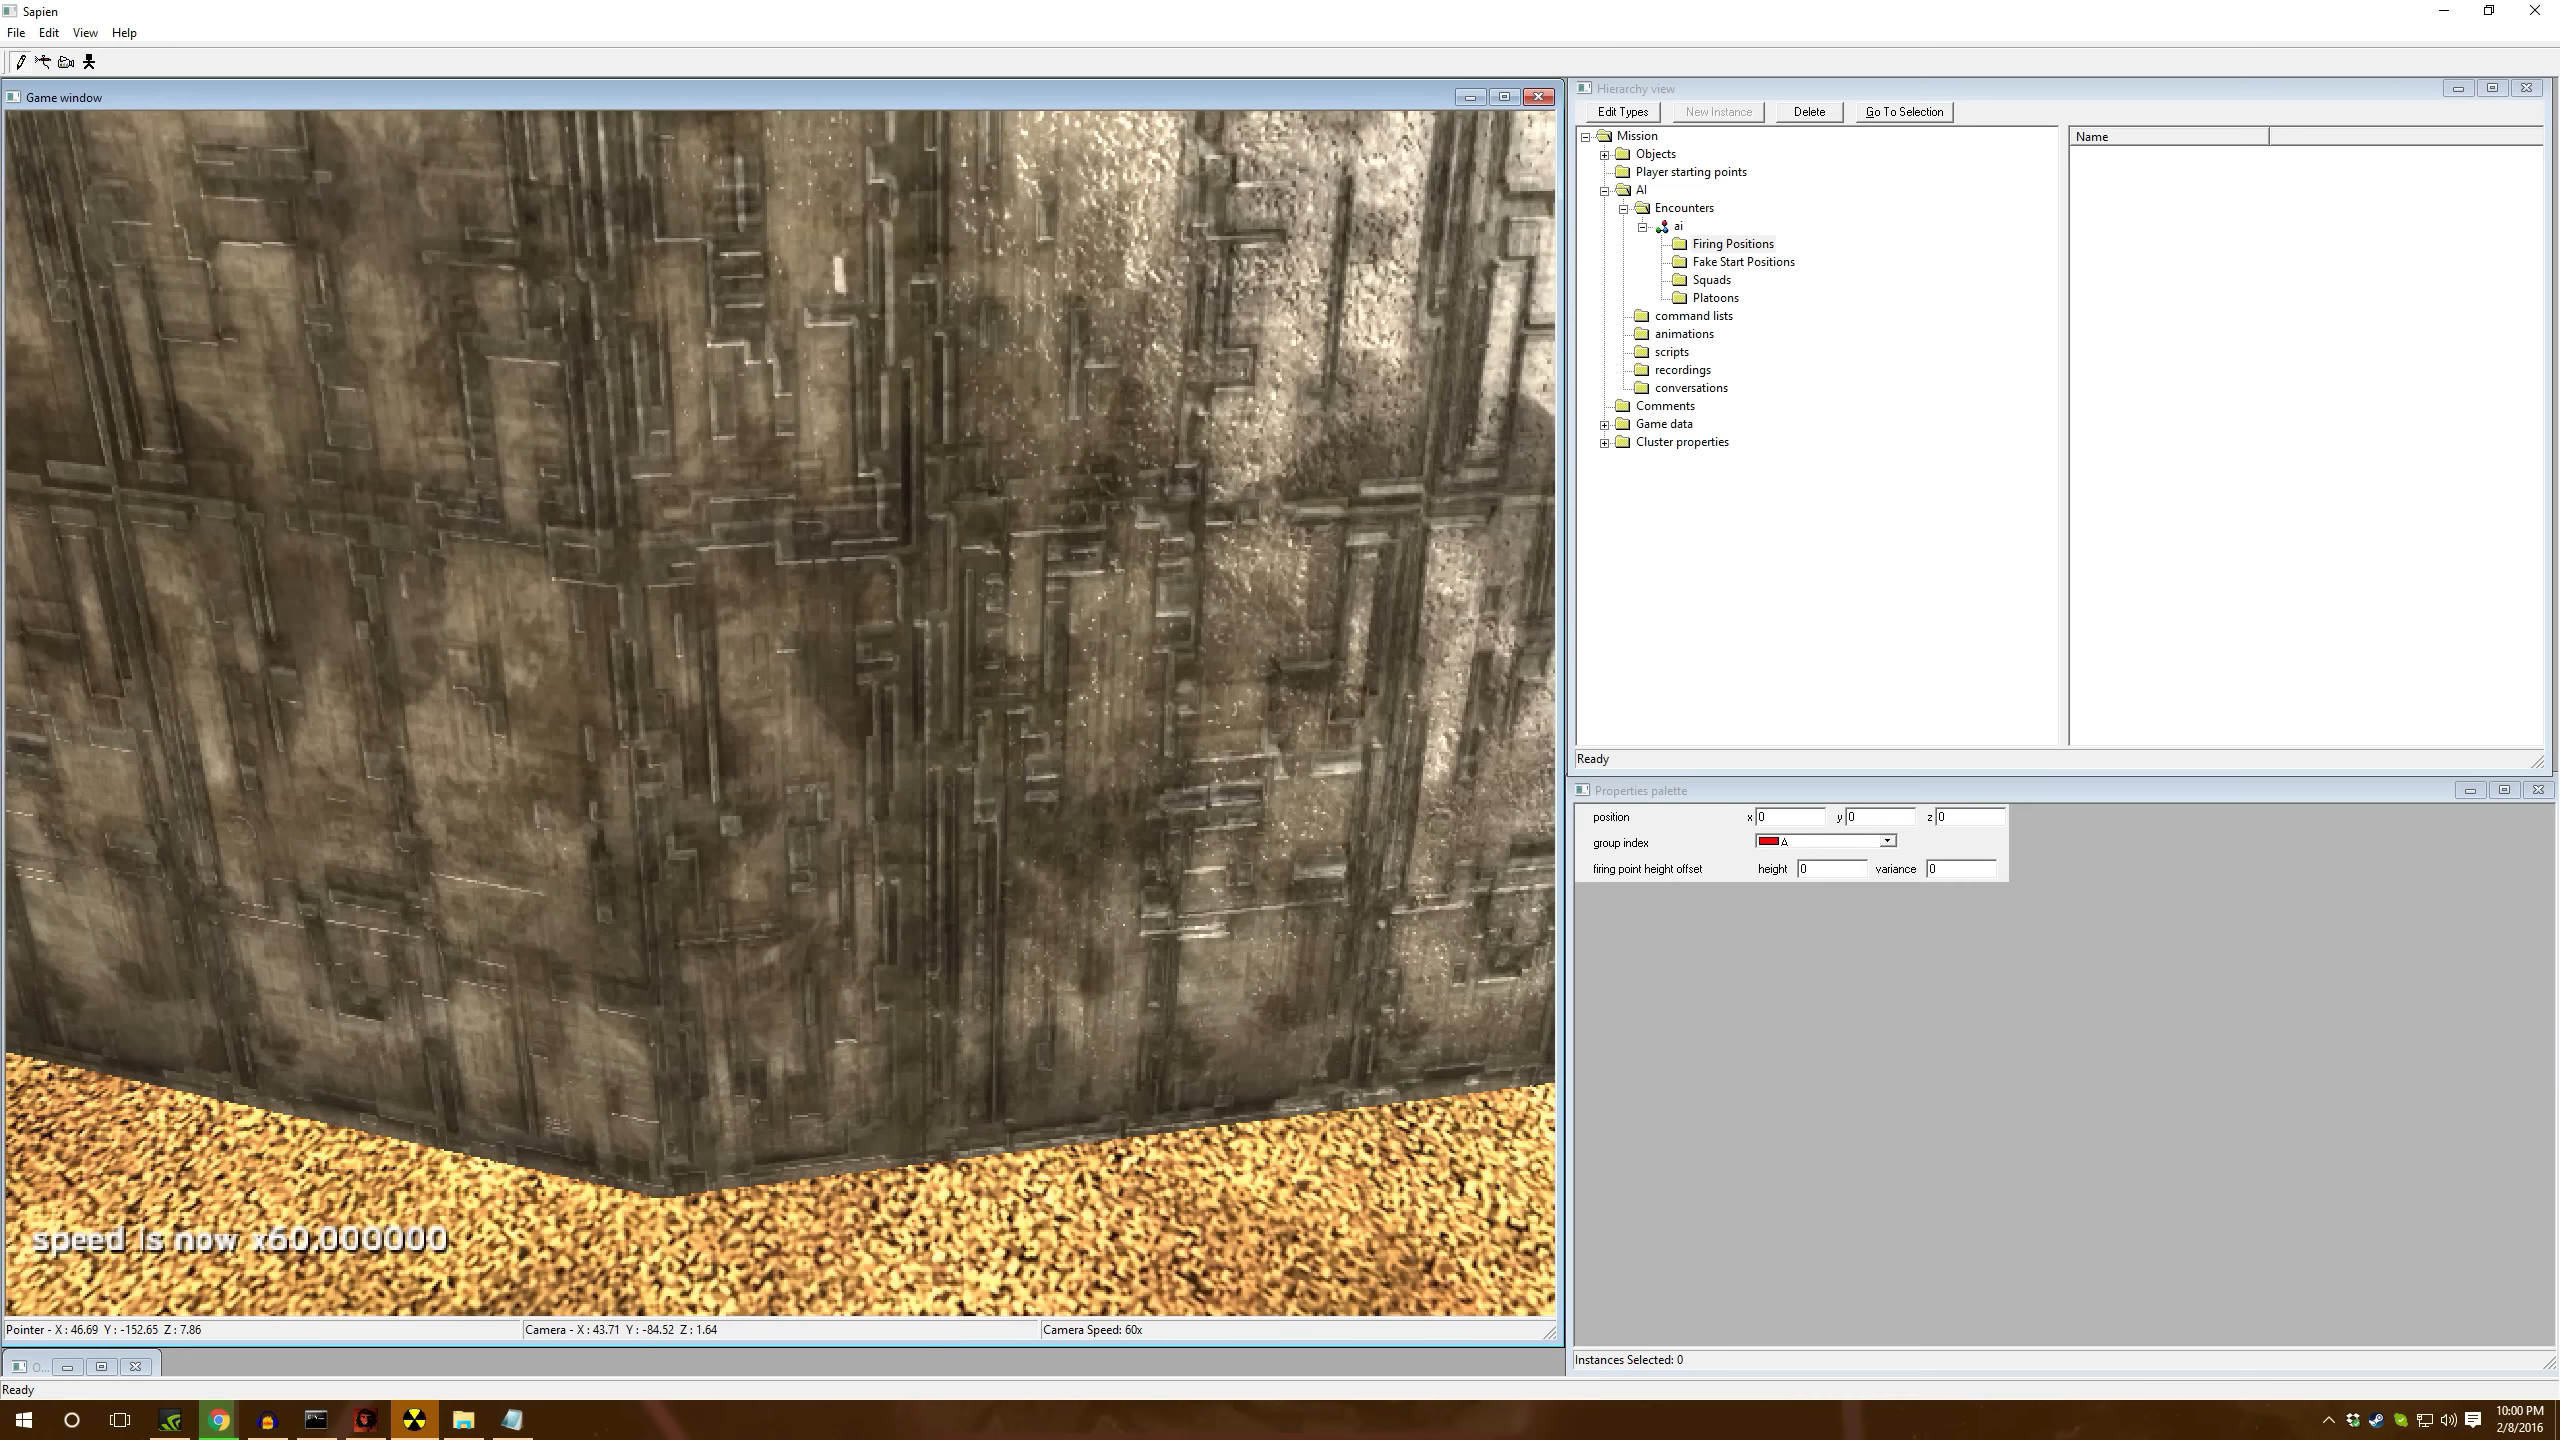 Sapien
File Edit View Help
Game window
speed is now x60.000000
Pointer - X : 46.69 Y : -152.65 Z : 7.86
Camera - X : 43.71 Y : -84.52 Z : 1.64
Camera Speed: 60x
O...
Ready
Hierarchy view
Edit Types New Instance Delete Go To Selection
Mission
Objects
Player starting points
AI
Encounters
ai
Firing Positions
Fake Start Positions
Squads
Platoons
command lists
animations
scripts
recordings
conversations
Comments
Game data
Cluster properties
Name
Ready
Properties palette
position x 0 y 0 z 0
group index A
firing point height offset height 0 variance 0
Instances Selected: 0
10:00 PM
2/8/2016